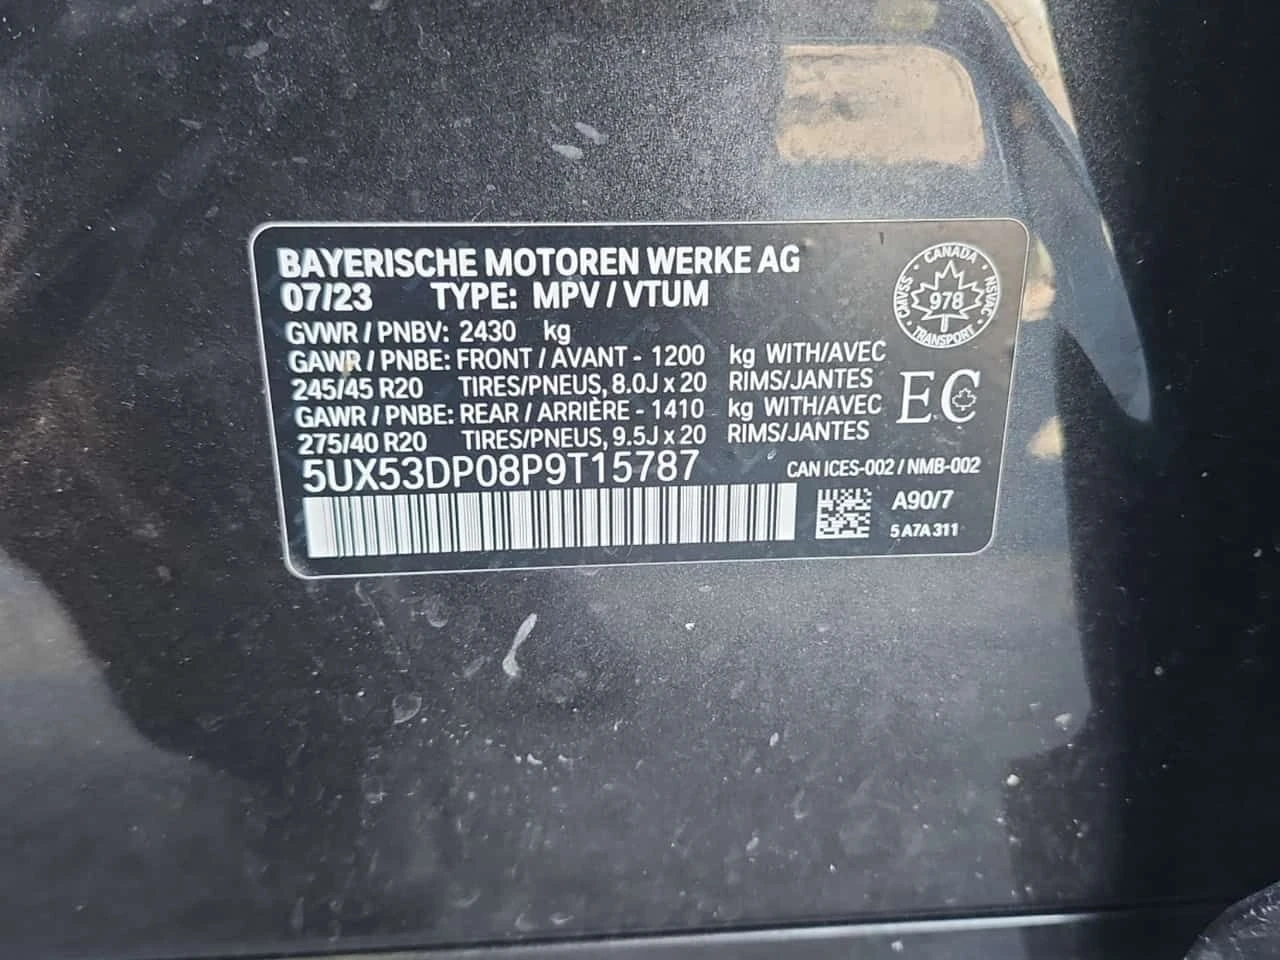 BAYERISCHE MOTOREN WERKE AG
07/23 TYPE: MPV / VTUM
GVWR / PNBV: 2430 kg
GAWR / PNBE: FRONT / AVANT - 1200 kg WITH/AVEC
245/45 R20 TIRES/PNEUS, 8.0J x 20 RIMS/JANTES
GAWR / PNBE: REAR / ARRIÈRE - 1410 kg WITH/AVEC
275/40 R20 TIRES/PNEUS, 9.5J x 20 RIMS/JANTES
5UX53DP08P9T15787
CANADA
CMVSS
978
NSVAC
TRANSPORT
EC
CAN ICES-002 / NMB-002
A90/7
5 A7A 311